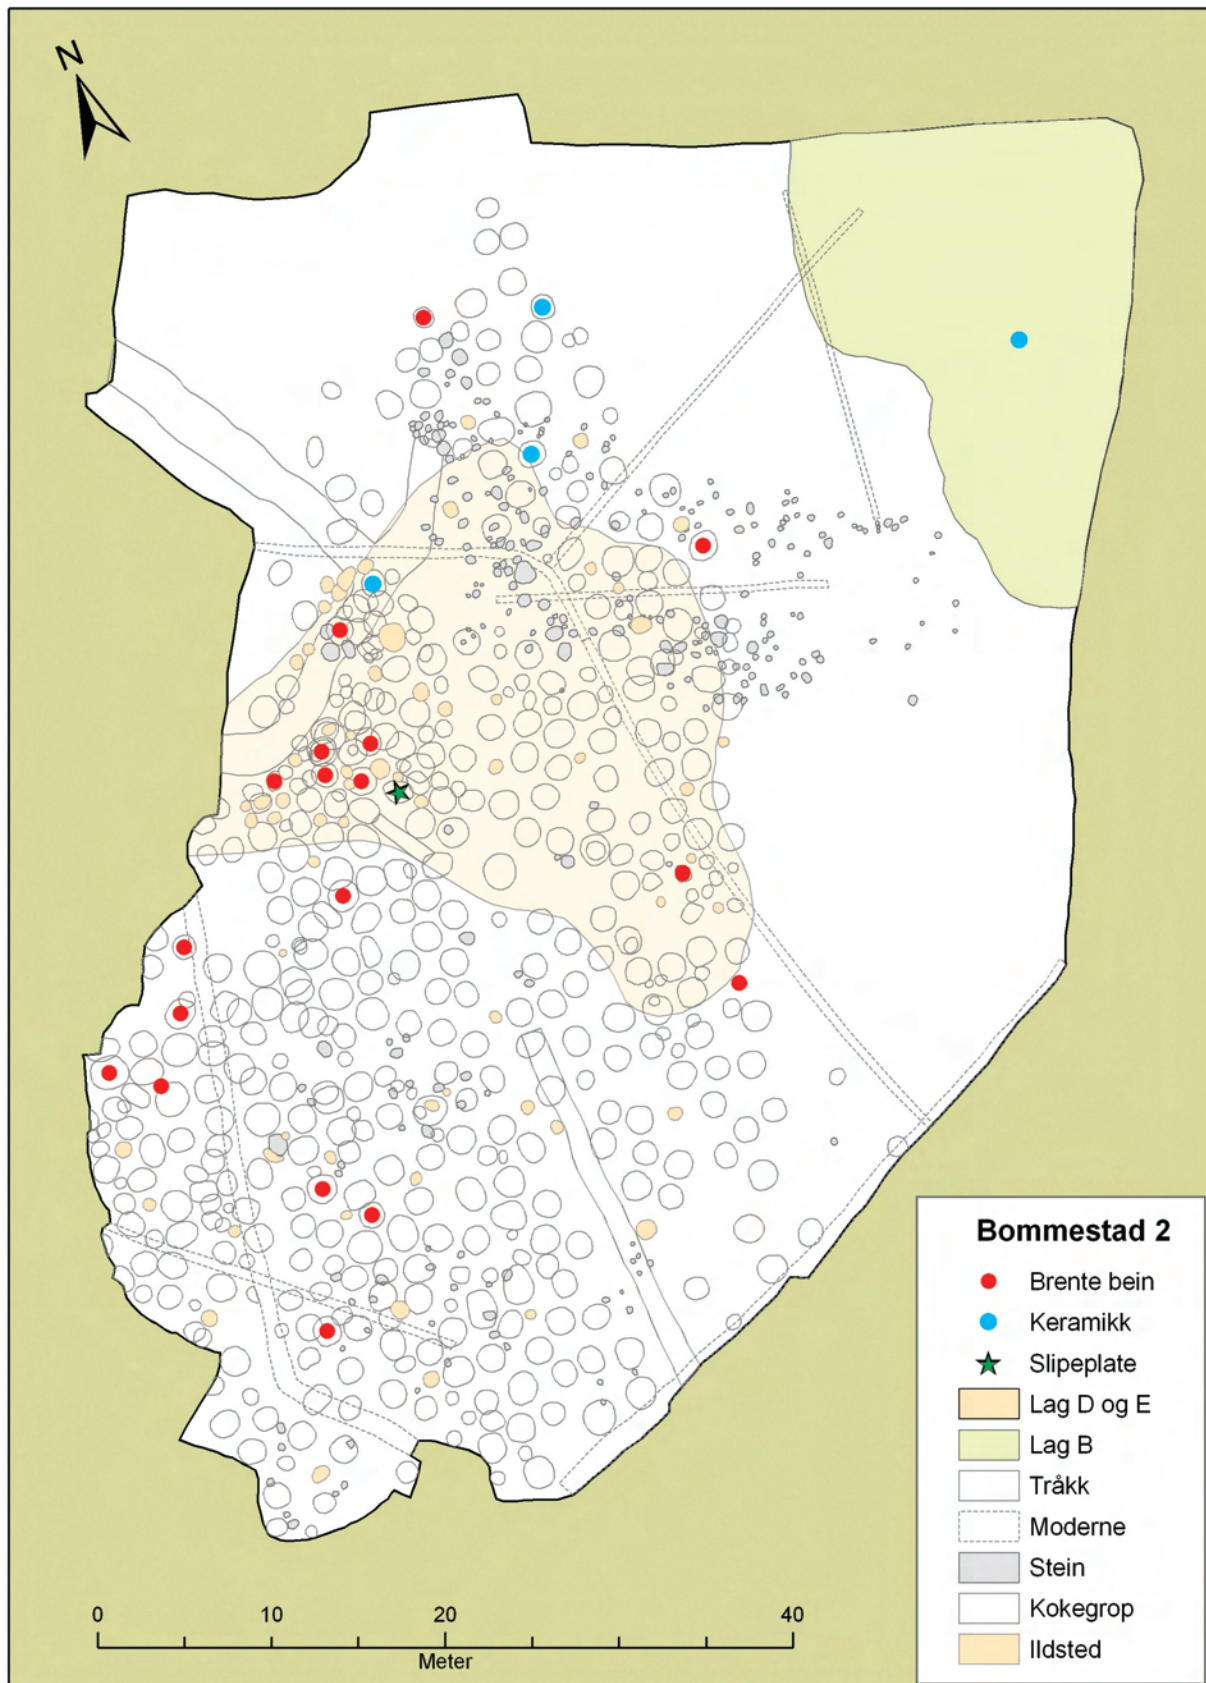 N
Bommestad 2
Brente bein
Keramikk
Slipeplate
Lag D og E
Lag B
Tråkk
Moderne
Stein
Kokegrop
Ildsted
0 10 20 40
Meter